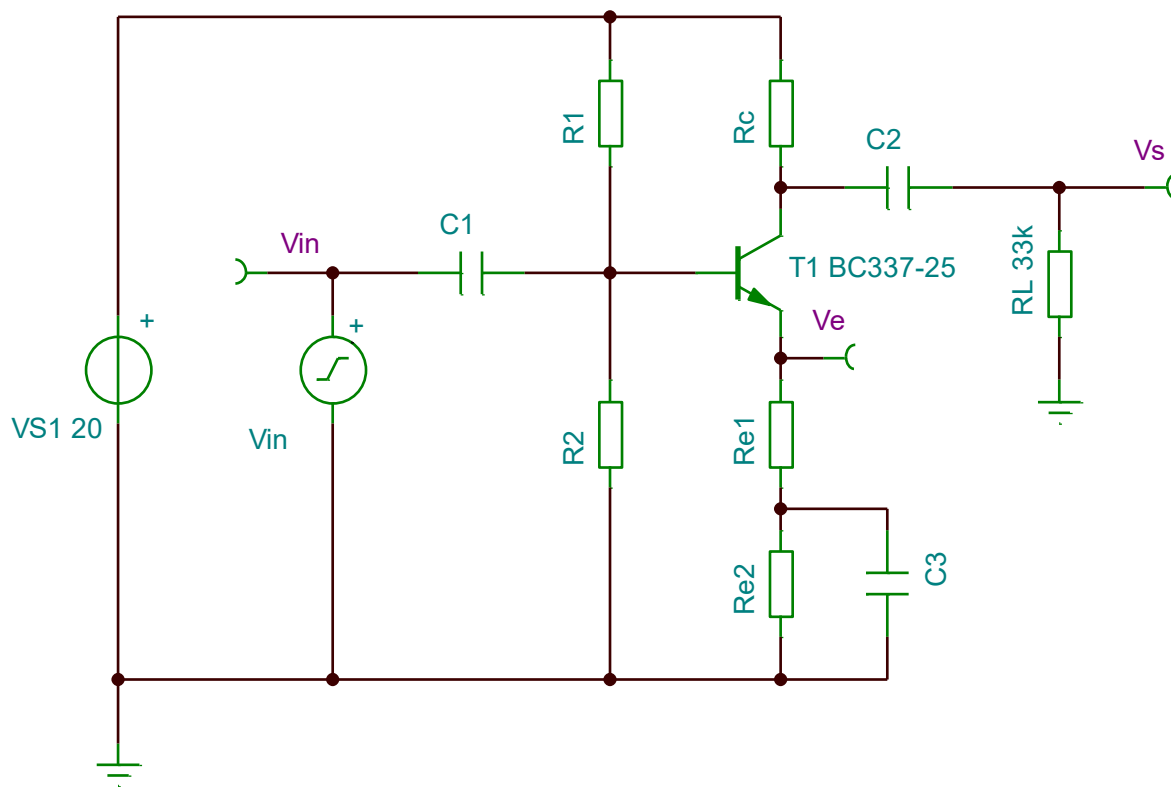 R1
Rc
C2
Vs
C1
Vin
T1 BC337-25
RL 33k
+
+
Ve
VS1 20
Vin
R2
Re1
Re2
C3